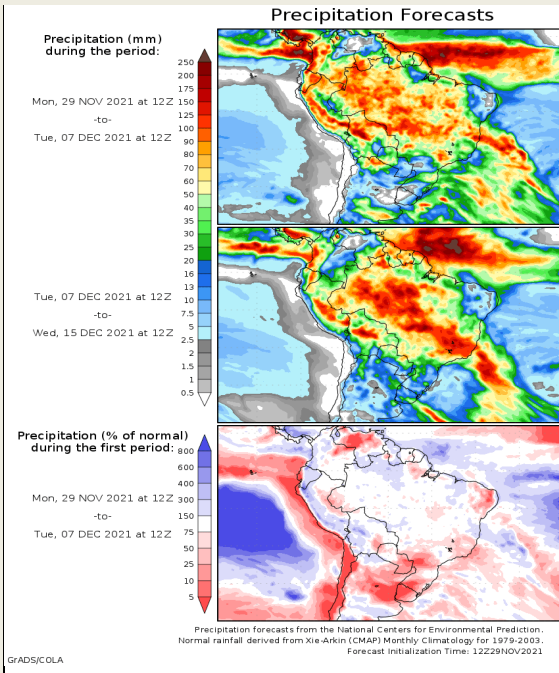 Precipitation Forecasts
Precipitation (mm)
during the period:
Mon, 29 NOV 2021 at 12Z
-to-
Tue, 07 DEC 2021 at 12Z
250
200
175
150
125
100
90
80
70
60
50
40
35
30
25
20
16
13
10
7.5
5
2.5
2
1.5
1
0.5
Tue, 07 DEC 2021 at 12Z
-to-
Wed, 15 DEC 2021 at 12Z
Precipitation (% of normal)
during the first period:
Mon, 29 NOV 2021 at 12Z
-to-
Tue, 07 DEC 2021 at 12Z
800
600
400
300
150
75
50
25
10
5
Precipitation forecasts from the National Centers for Environmental Prediction.
Normal rainfall derived from Xie-Arkin (CMAP) Monthly Climatology for 1979-2003.
Forecast Initialization Time: 12Z29NOV2021
GrADS/COLA